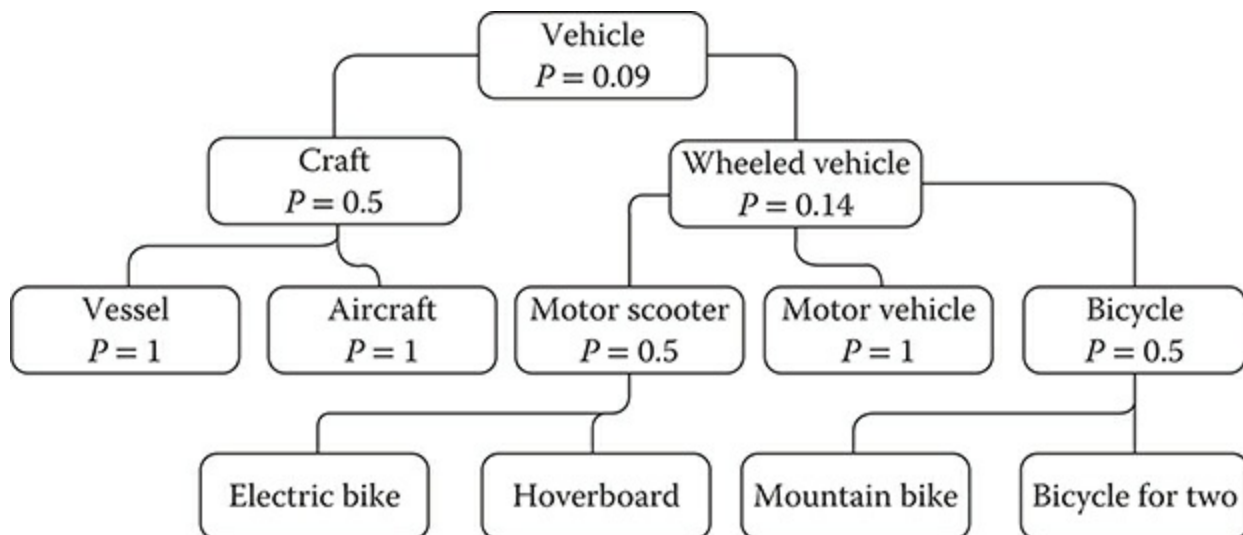 Vehicle
P = 0.09
Craft
P = 0.5
Wheeled vehicle
P = 0.14
Vessel
P = 1
Aircraft
P = 1
Motor scooter
P = 0.5
Motor vehicle
P = 1
Bicycle
P = 0.5
Electric bike
Hoverboard
Mountain bike
Bicycle for two